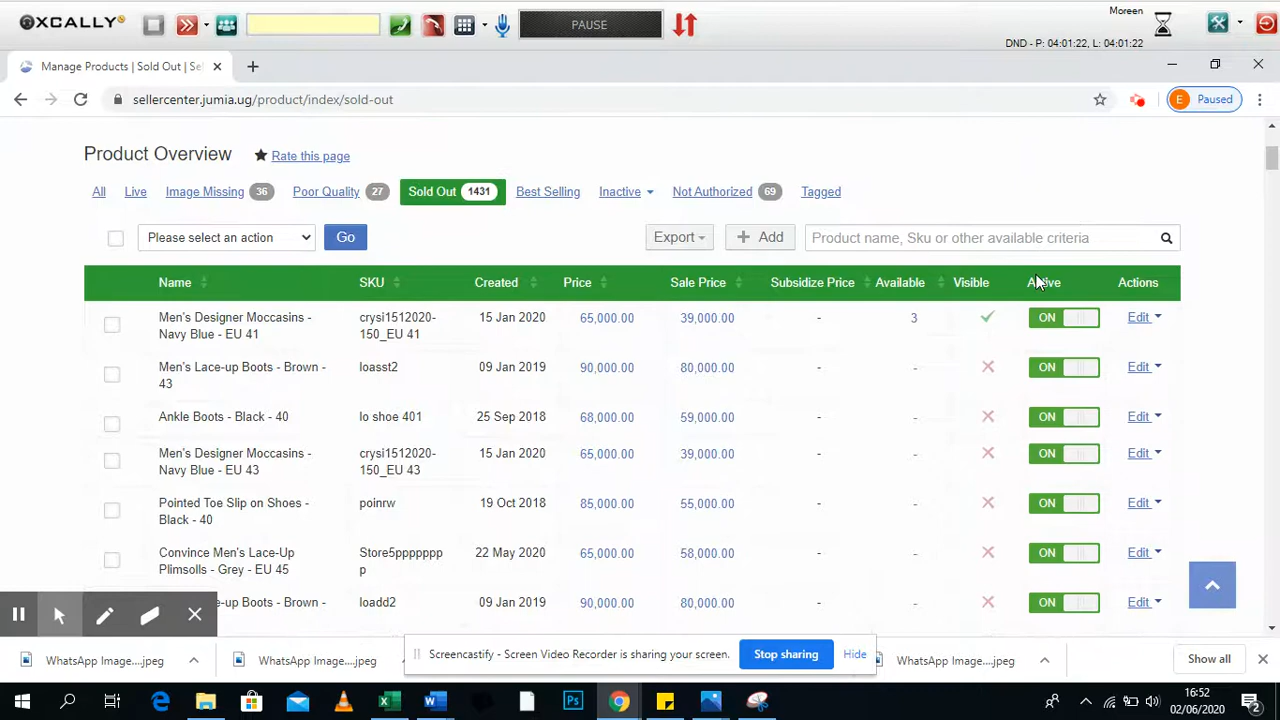 OXCALLY
PAUSE
Moreen
DND - P: 04:01:22, L: 04:01:22
Manage Products | Sold Out | Se
sellercenter.jumia.ug/product/index/sold-out
E Paused
Product Overview Rate this page
All Live Image Missing 36 Poor Quality 27 Sold Out 1431 Best Selling Inactive Not Authorized 69 Tagged
Please select an action Go Export + Add Product name, Sku or other available criteria
Name SKU Created Price Sale Price Subsidize Price Available Visible Actions
Men's Designer Moccasins - crysi1512020- 15 Jan 2020 65,000.00 39,000.00 - 3 ON Edit
Navy Blue - EU 41 150_EU 41
Men's Lace-up Boots - Brown - loasst2 09 Jan 2019 90,000.00 80,000.00 - - ON Edit
43
Ankle Boots - Black - 40 lo shoe 401 25 Sep 2018 68,000.00 59,000.00 - - ON Edit
Men's Designer Moccasins - crysi1512020- 15 Jan 2020 65,000.00 39,000.00 - - ON Edit
Navy Blue - EU 43 150_EU 43
Pointed Toe Slip on Shoes - poinrw 19 Oct 2018 85,000.00 55,000.00 - - ON Edit
Black - 40
Convince Men's Lace-Up Store5ppppppp 22 May 2020 65,000.00 58,000.00 - - ON Edit
Plimsolls - Grey - EU 45 p
e-up Boots - Brown - loadd2 09 Jan 2019 90,000.00 80,000.00 - - ON Edit
Screencastify - Screen Video Recorder is sharing your screen. Stop sharing Hide
WhatsApp Image....jpeg WhatsApp Image....jpeg WhatsApp Image....jpeg Show all
16:52
02/06/2020
2